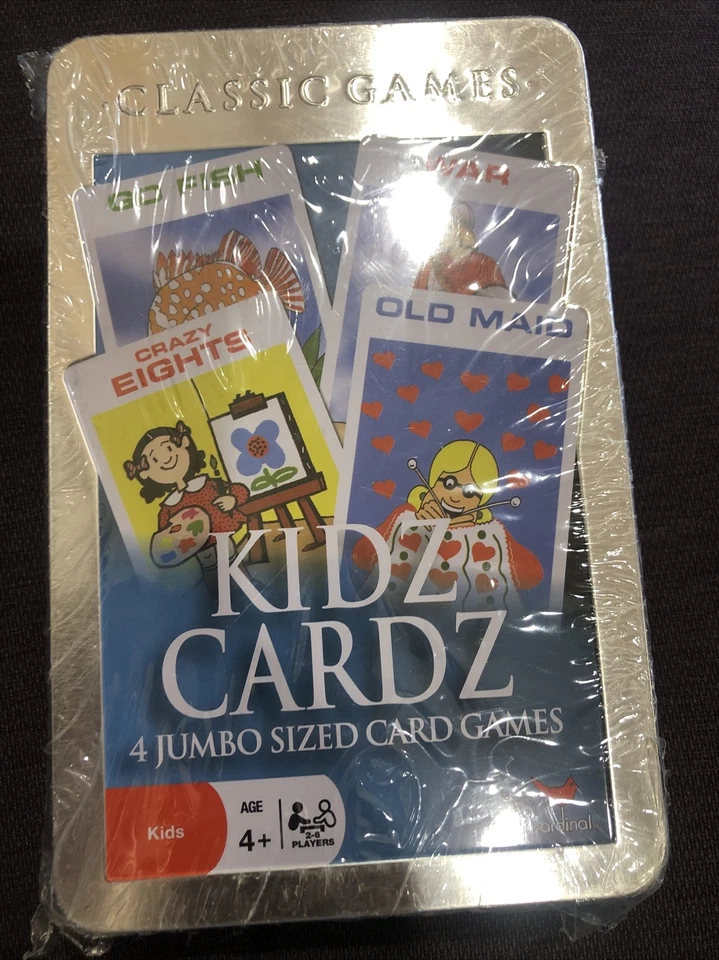 CLASSIC GAMES
GO FISH
WAR
CRAZY
EIGHTS
OLD MAID
KIDZ
CARDZ
4 JUMBO SIZED CARD GAMES
Kids
AGE
4+
2-6
PLAYERS
ardinal